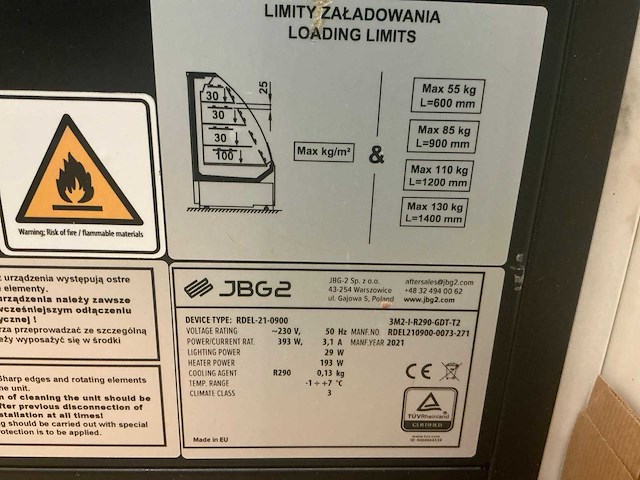 LIMITY ZAŁADOWANIA
LOADING LIMITS
25
30
30
30
100
Max kg/m²
&
Max 55 kg
L=600 mm
Max 85 kg
L=900 mm
Max 110 kg
L=1200 mm
Max 130 kg
L=1400 mm
Warning; Risk of fire / flammable materials
urządzenia występują ostre
elementy.
rządzenia należy zawsze
wcześniejszym odłączeniu
tycznej] !
rza przeprowadzać ze szczególną
leży wyposażyć się w środki
Sharp edges and rotating elements
the unit.
n of cleaning the unit should be
fter previous disconnection of
stallation at all times!
g should be carried out with special
rotection is to be applied.
JBG2
JBG-2 Sp. z o.o.
43-254 Warszowice
ul. Gajowa 5, Poland
aftersales@jbg2.com
+48 32 494 00 62
www.jbg2.com
DEVICE TYPE: RDEL-21-0900 3M2-I-R290-GDT-T2
VOLTAGE RATING ~230 V, 50 Hz MANF.NO. RDEL210900-0073-271
POWER/CURRENT RAT. 393 W, 3,1 A MANF.YEAR 2021
LIGHTING POWER 29 W
HEATER POWER 193 W
COOLING AGENT R290 0,13 kg
TEMP. RANGE -1 ÷ +7 °C
CLIMATE CLASS 3
CE
TÜVRheinland
CERTIFIED
www.tuv.com
Made in EU